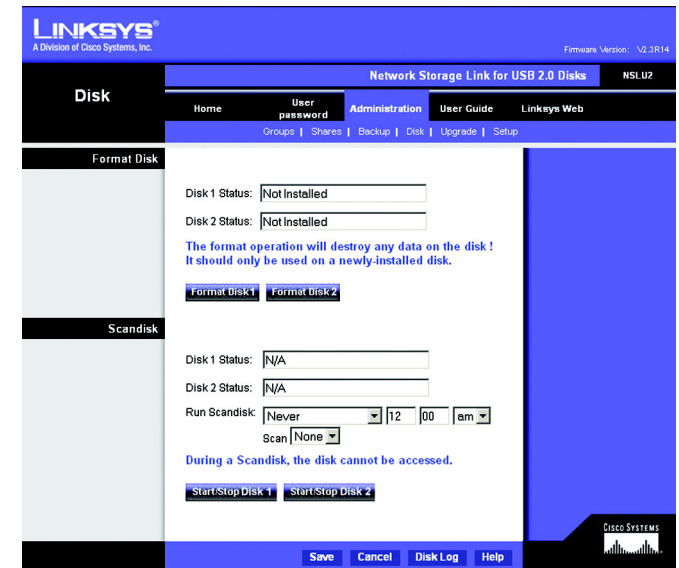 LINKSYS®
A Division of Cisco Systems, Inc.
Firmware Version: V2.3R14
Network Storage Link for USB 2.0 Disks NSLU2
Disk
Home User password Administration User Guide Linksys Web
Groups | Shares | Backup | Disk | Upgrade | Setup
Format Disk
Disk 1 Status: Not Installed
Disk 2 Status: Not Installed
The format operation will destroy any data on the disk !
It should only be used on a newly-installed disk.
Format Disk1 Format Disk2
Scandisk
Disk 1 Status: N/A
Disk 2 Status: N/A
Run Scandisk: Never 12 00 am
Scan None
During a Scandisk, the disk cannot be accessed.
Start/Stop Disk 1 Start/Stop Disk 2
CISCO SYSTEMS
Save Cancel Disk Log Help